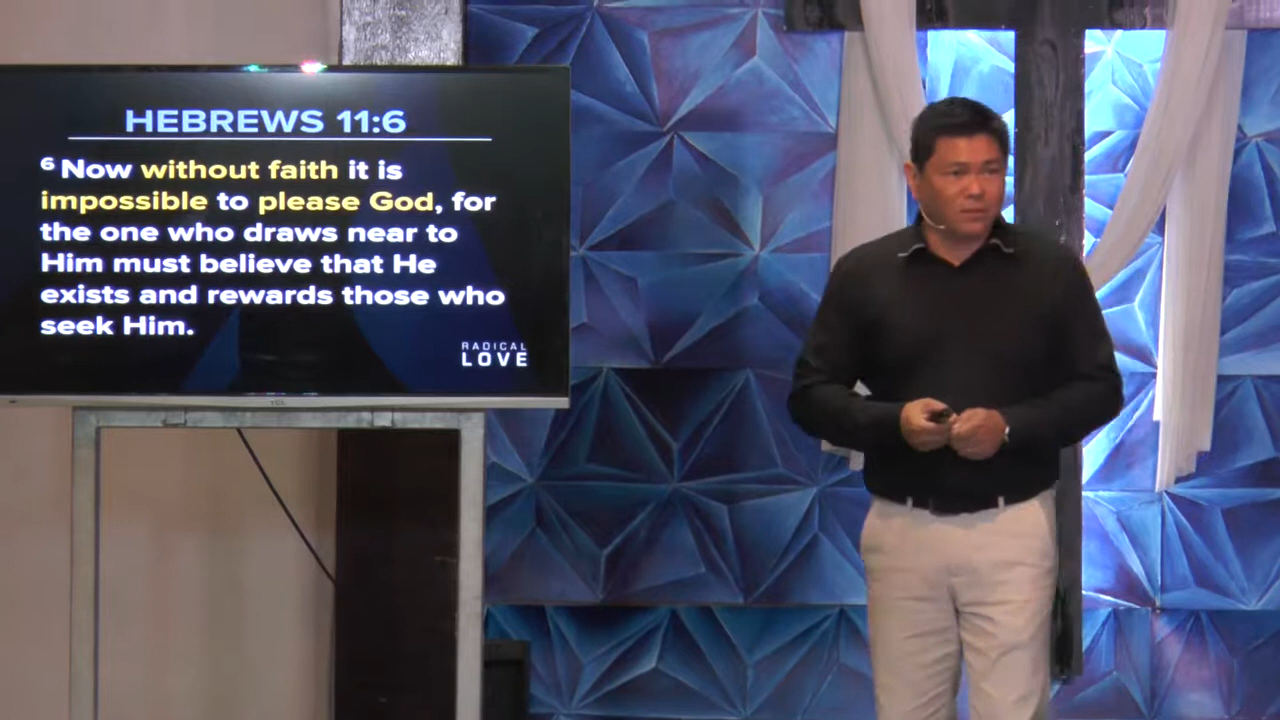 HEBREWS 11:6
6 Now without faith it is
impossible to please God, for
the one who draws near to
Him must believe that He
exists and rewards those who
seek Him.
RADICAL
LOVE
TCL